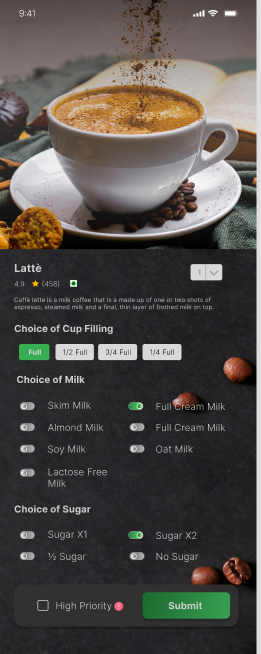 9:41
Lattè
1
4.9 (458)
Caffè latte is a milk coffee that is a made up of one or two shots of
espresso, steamed milk and a final, thin layer of frothed milk on top.
Choice of Cup Filling
Full 1/2 Full 3/4 Full 1/4 Full
Choice of Milk
Skim Milk Full Cream Milk
Almond Milk Full Cream Milk
Soy Milk Oat Milk
Lactose Free
Milk
Choice of Sugar
Sugar X1 Sugar X2
½ Sugar No Sugar
High Priority Submit